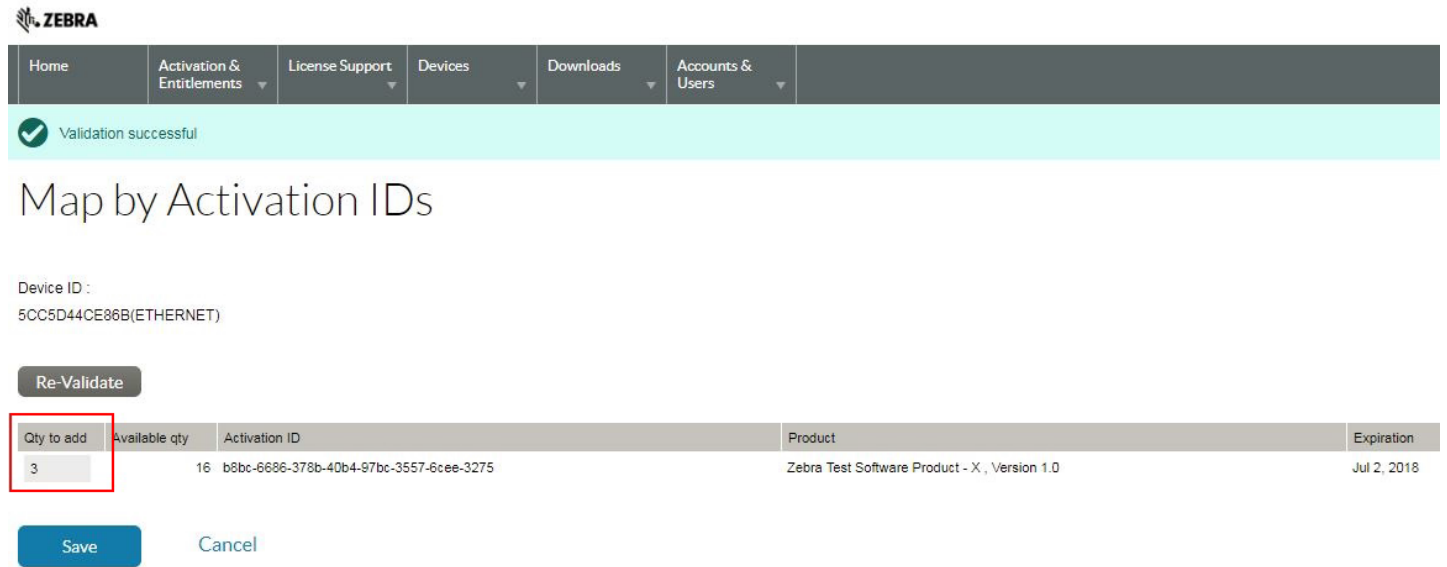 ZEBRA
Home Activation & Entitlements License Support Devices Downloads Accounts & Users
Validation successful
Map by Activation IDs
Device ID :
5CC5D44CE86B(ETHERNET)
Re-Validate
Qty to add Available qty Activation ID Product Expiration
3 16 b8bc-6686-378b-40b4-97bc-3557-6cee-3275 Zebra Test Software Product - X , Version 1.0 Jul 2, 2018
Save Cancel